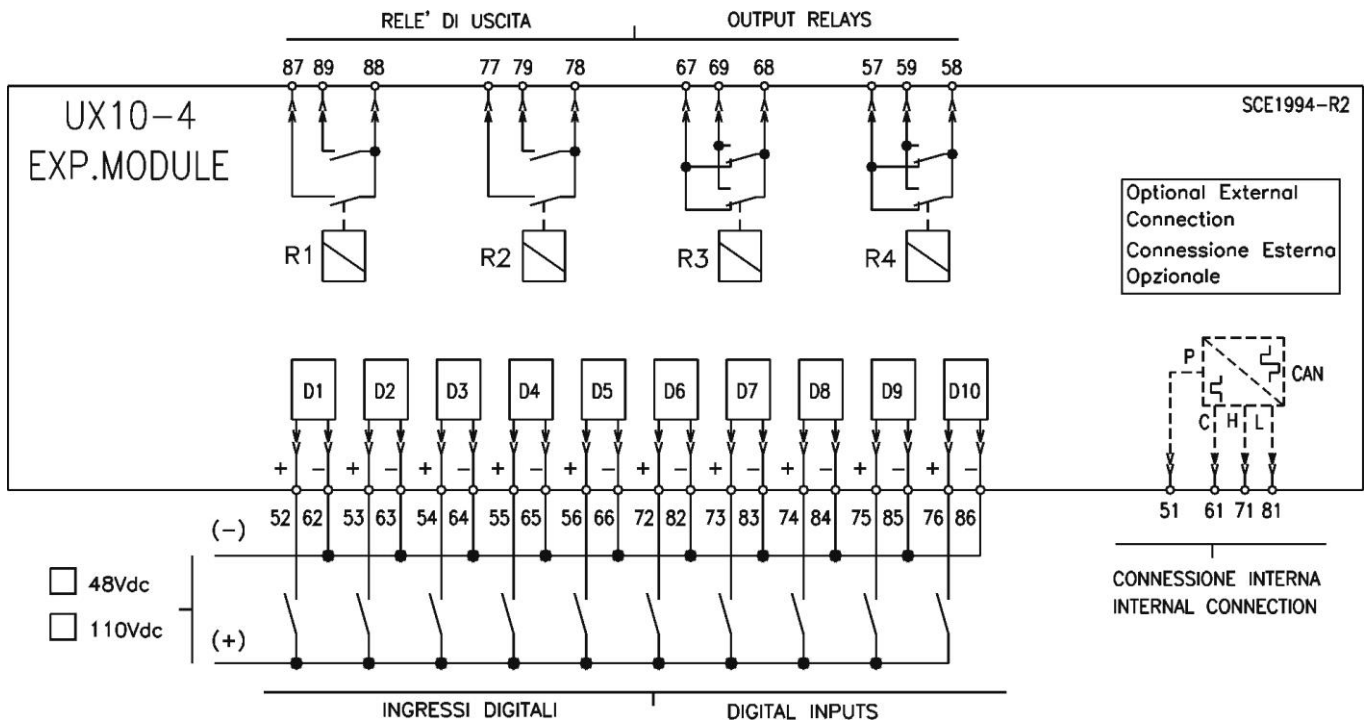 RELE' DI USCITA OUTPUT RELAYS
87 89 88 77 79 78 67 69 68 57 59 58
UX10-4
EXP.MODULE
SCE1994-R2
Optional External
Connection
Connessione Esterna
Opzionale
R1 R2 R3 R4
P
CAN
C H L
D1 D2 D3 D4 D5 D6 D7 D8 D9 D10
+ - + - + - + - + - + - + - + - + - + -
52 62 53 63 54 64 55 65 56 66 72 82 73 83 74 84 75 85 76 86
51 61 71 81
(-)
48Vdc
110Vdc
(+)
CONNESSIONE INTERNA
INTERNAL CONNECTION
INGRESSI DIGITALI DIGITAL INPUTS